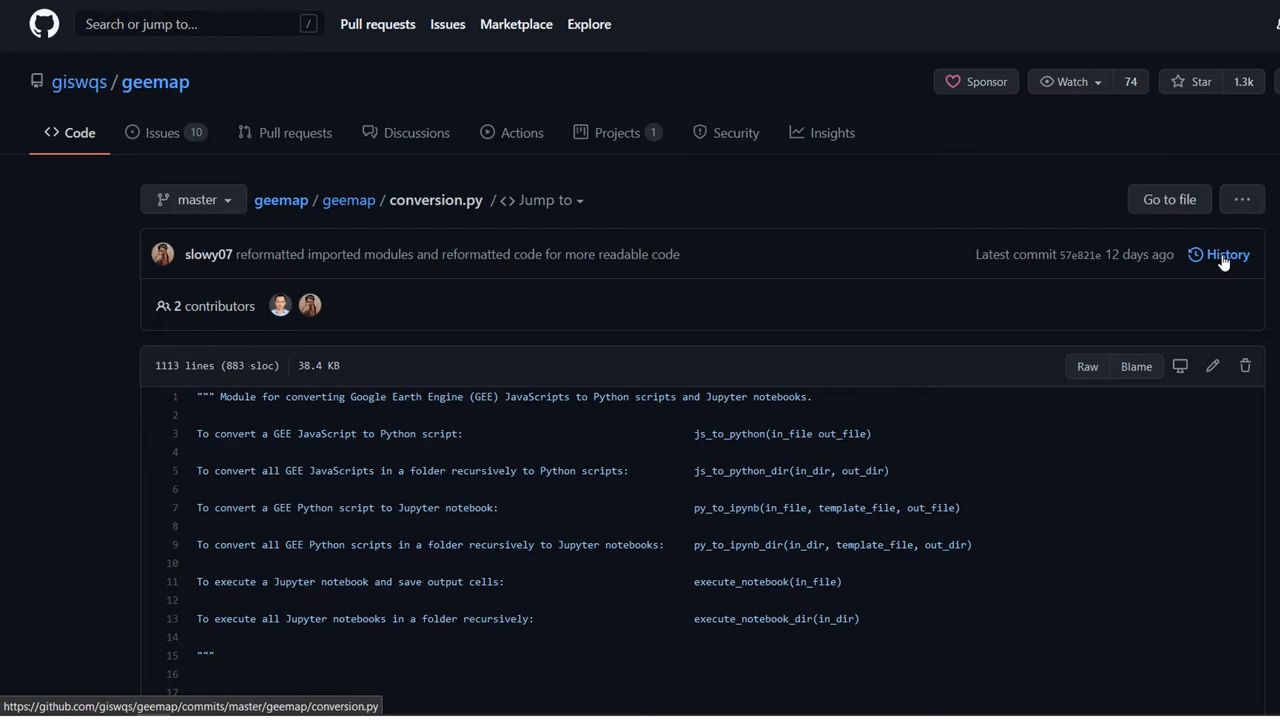 Search or jump to... /
Pull requests Issues Marketplace Explore
giswqs / geemap
Sponsor Watch 74 Star 1.3k
Code Issues 10 Pull requests Discussions Actions Projects 1 Security Insights
master geemap / geemap / conversion.py / <> Jump to Go to file ...
slowy07 reformatted imported modules and reformatted code for more readable code Latest commit 57e821e 12 days ago History
2 contributors
1113 lines (883 sloc) 38.4 KB Raw Blame
1 """ Module for converting Google Earth Engine (GEE) JavaScripts to Python scripts and Jupyter notebooks.
2
3 To convert a GEE JavaScript to Python script: js_to_python(in_file out_file)
4
5 To convert all GEE JavaScripts in a folder recursively to Python scripts: js_to_python_dir(in_dir, out_dir)
6
7 To convert a GEE Python script to Jupyter notebook: py_to_ipynb(in_file, template_file, out_file)
8
9 To convert all GEE Python scripts in a folder recursively to Jupyter notebooks: py_to_ipynb_dir(in_dir, template_file, out_dir)
10
11 To execute a Jupyter notebook and save output cells: execute_notebook(in_file)
12
13 To execute all Jupyter notebooks in a folder recursively: execute_notebook_dir(in_dir)
14
15 """
16
17
https://github.com/giswqs/geemap/commits/master/geemap/conversion.py